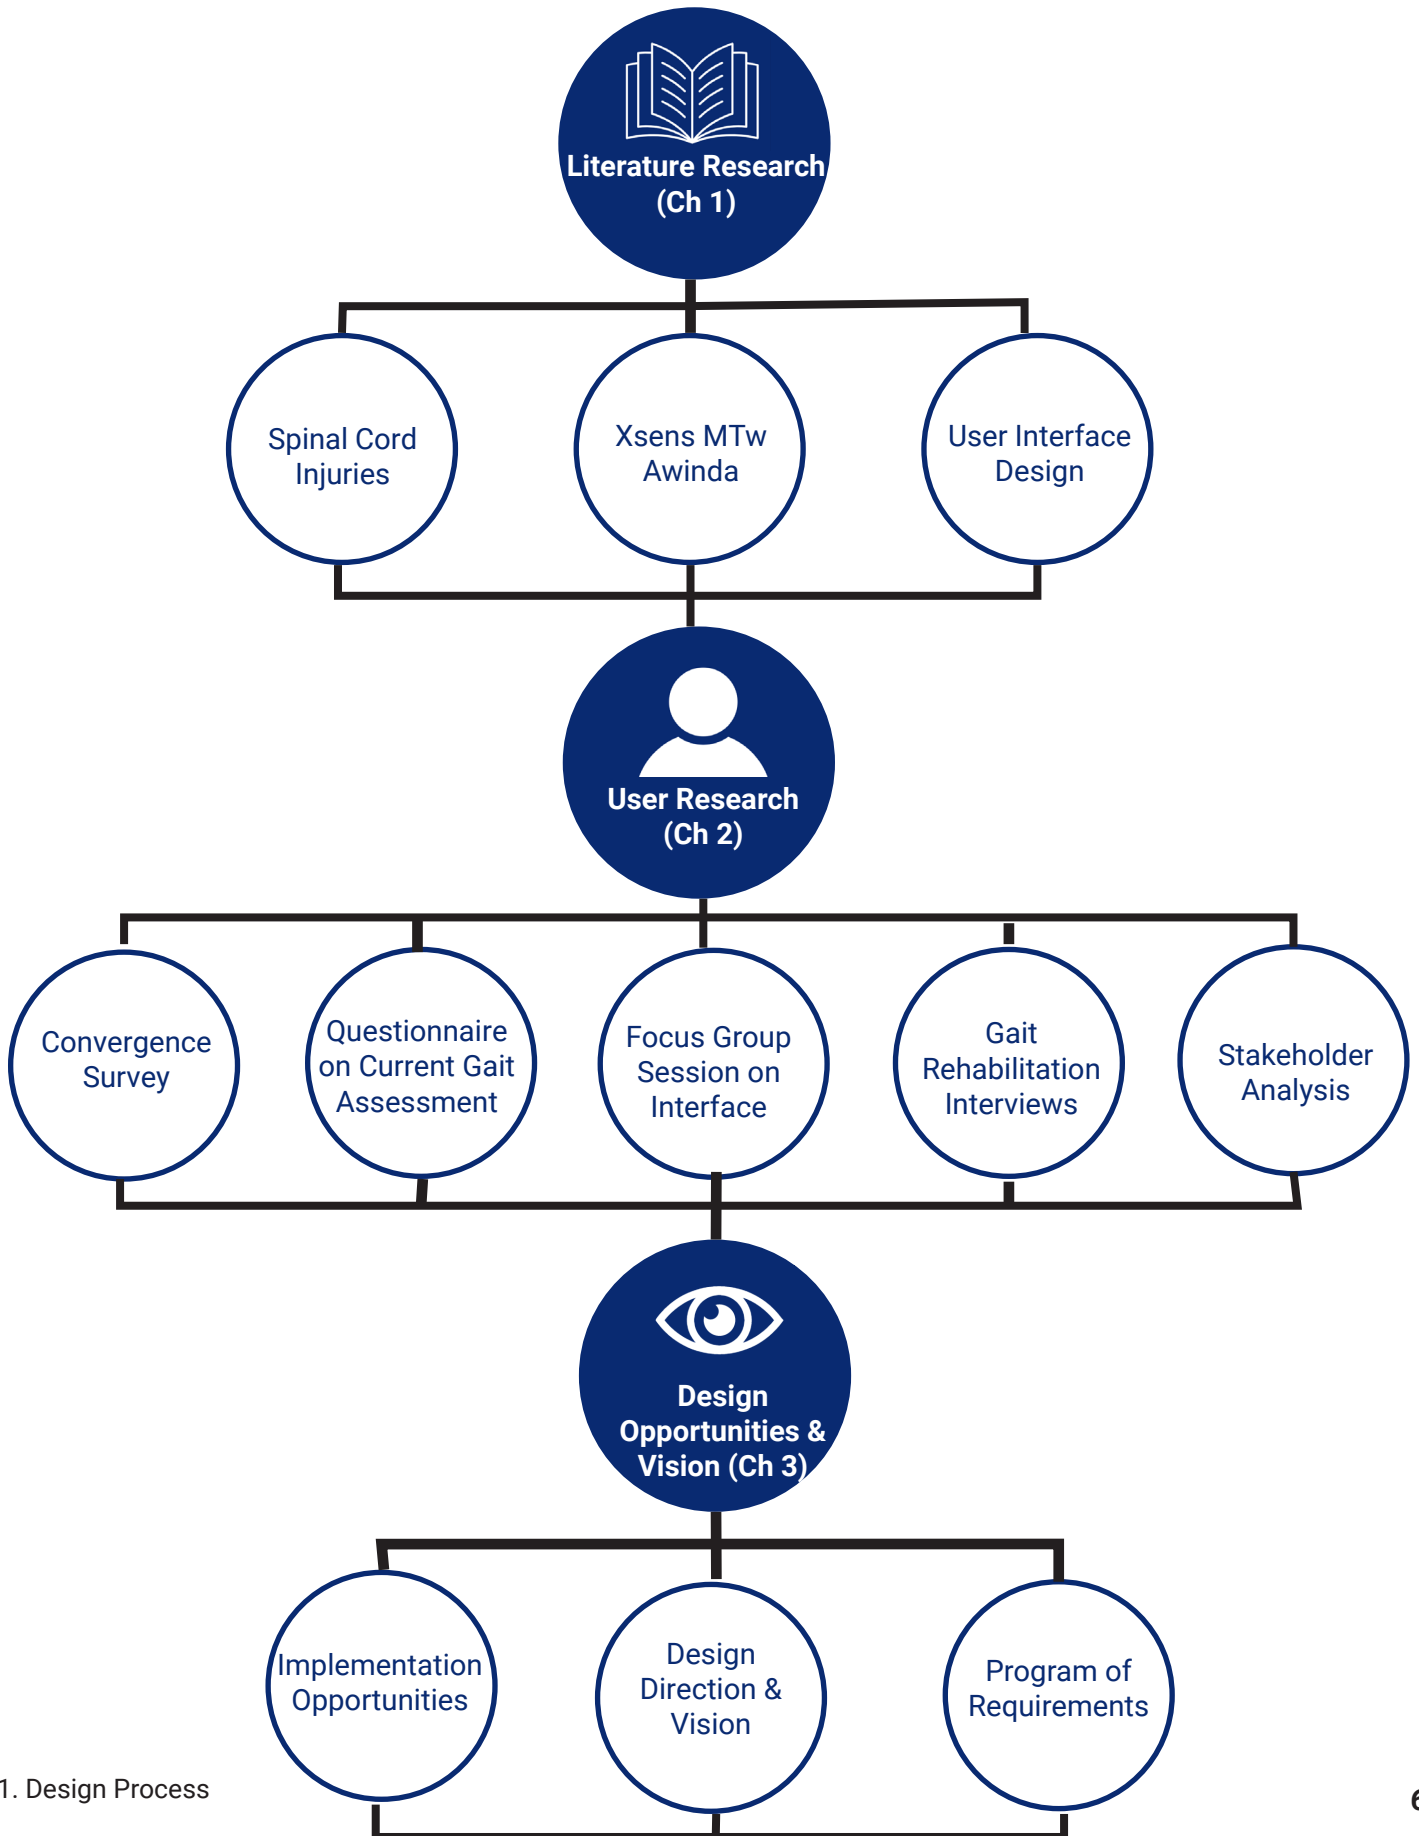 Literature Research
(Ch 1)
Spinal Cord
Injuries
Xsens MTw
Awinda
User Interface
Design
User Research
(Ch 2)
Convergence
Survey
Questionnaire
on Current Gait
Assessment
Focus Group
Session on
Interface
Gait
Rehabilitation
Interviews
Stakeholder
Analysis
Design
Opportunities &
Vision (Ch 3)
Implementation
Opportunities
Design
Direction &
Vision
Program of
Requirements
1. Design Process
6